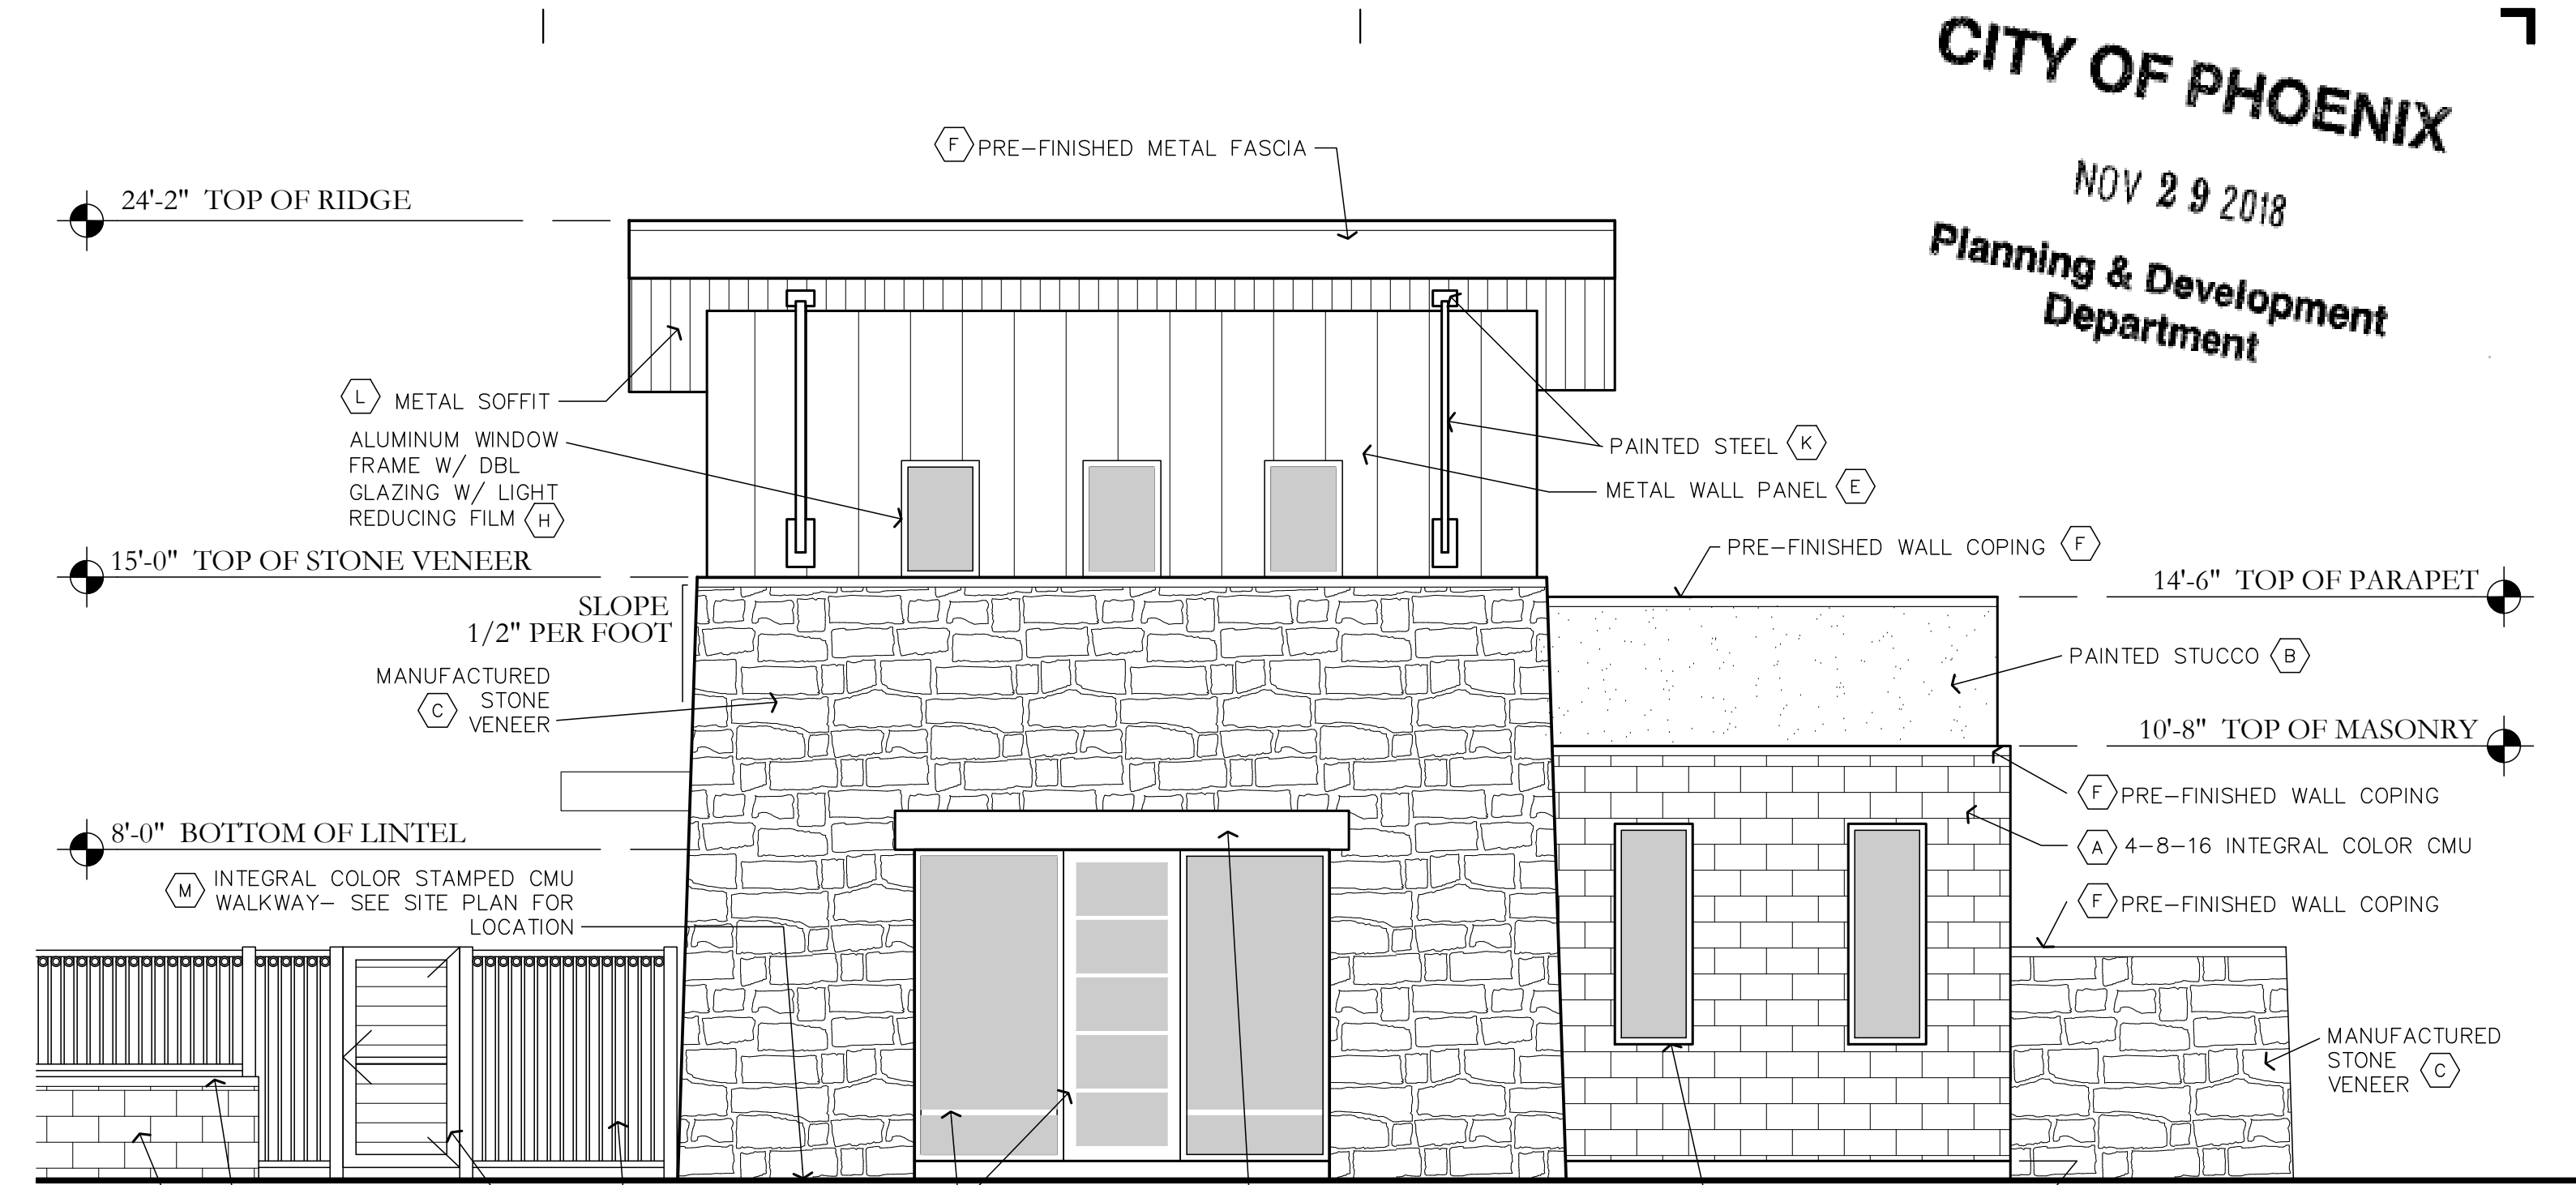 CITY OF PHOENIX
NOV 29 2018
Planning & Development
Department
F PRE-FINISHED METAL FASCIA
24'-2" TOP OF RIDGE
L METAL SOFFIT
ALUMINUM WINDOW
FRAME W/ DBL
GLAZING W/ LIGHT
REDUCING FILM H
PAINTED STEEL K
METAL WALL PANEL E
PRE-FINISHED WALL COPING F
15'-0" TOP OF STONE VENEER
14'-6" TOP OF PARAPET
SLOPE
1/2" PER FOOT
PAINTED STUCCO B
MANUFACTURED
STONE
C VENEER
10'-8" TOP OF MASONRY
F PRE-FINISHED WALL COPING
8'-0" BOTTOM OF LINTEL
A 4-8-16 INTEGRAL COLOR CMU
M INTEGRAL COLOR STAMPED CMU
WALKWAY- SEE SITE PLAN FOR
LOCATION
F PRE-FINISHED WALL COPING
MANUFACTURED
STONE
VENEER C